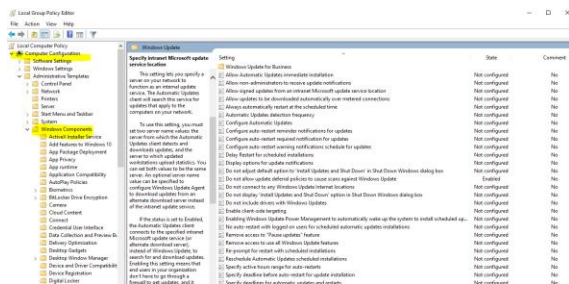 Local Group Policy Editor
File Action View Help
Local Computer Policy
Computer Configuration
Software Settings
Windows Settings
Administrative Templates
Control Panel
Network
Printers
Server
Start Menu and Taskbar
System
Windows Components
ActiveX Installer Service
Add features to Windows 10
App Package Deployment
App Privacy
App runtime
Application Compatibility
AutoPlay Policies
Biometrics
BitLocker Drive Encryption
Camera
Cloud Content
Connect
Credential User Interface
Data Collection and Preview Bu
Delivery Optimization
Desktop Gadgets
Desktop Window Manager
Device and Driver Compatibilit
Device Registration
Digital Locker
Windows Update
Specify intranet Microsoft update
service location
This setting lets you specify a
server on your network to
function as an internal update
service. The Automatic Updates
client will search this service for
updates that apply to the
computers on your network.
To use this setting, you must
set two server name values: the
server from which the Automatic
Updates client detects and
downloads updates, and the
server to which updated
workstations upload statistics. You
can set both values to be the same
server. An optional server name
value can be specified to
configure Windows Update Agent
to download updates from an
alternate download server instead
of the intranet update service.
If the status is set to Enabled,
the Automatic Updates client
connects to the specified intranet
Microsoft update service (or
alternate download server),
instead of Windows Update, to
search for and download updates.
Enabling this setting means that
end users in your organization
don't have to go through a
firewall to get updates, and it
Setting State Comment
Windows Update for Business
Allow Automatic Updates immediate installation Not configured No
Allow non-administrators to receive update notifications Not configured No
Allow signed updates from an intranet Microsoft update service location Not configured No
Allow updates to be downloaded automatically over metered connections Not configured No
Always automatically restart at the scheduled time Not configured No
Automatic Updates detection frequency Not configured No
Configure Automatic Updates Not configured No
Configure auto-restart reminder notifications for updates Not configured No
Configure auto-restart required notification for updates Not configured No
Configure auto-restart warning notifications schedule for updates Not configured No
Delay Restart for scheduled installations Not configured No
Display options for update notifications Not configured No
Do not adjust default option to 'Install Updates and Shut Down' in Shut Down Windows dialog box Not configured No
Do not allow update deferral policies to cause scans against Windows Update Enabled No
Do not connect to any Windows Update Internet locations Not configured No
Do not display 'Install Updates and Shut Down' option in Shut Down Windows dialog box Not configured No
Do not include drivers with Windows Updates Not configured No
Enable client-side targeting Not configured No
Enabling Windows Update Power Management to automatically wake up the system to install scheduled up... Not configured No
No auto-restart with logged on users for scheduled automatic updates installations Not configured No
Remove access to "Pause updates" feature Not configured No
Remove access to use all Windows Update features Not configured No
Re-prompt for restart with scheduled installations Not configured No
Reschedule Automatic Updates scheduled installations Not configured No
Specify active hours range for auto-restarts Not configured No
Specify deadline before auto-restart for update installation Not configured No
Specify deadlines for automatic updates and restarts Not configured No